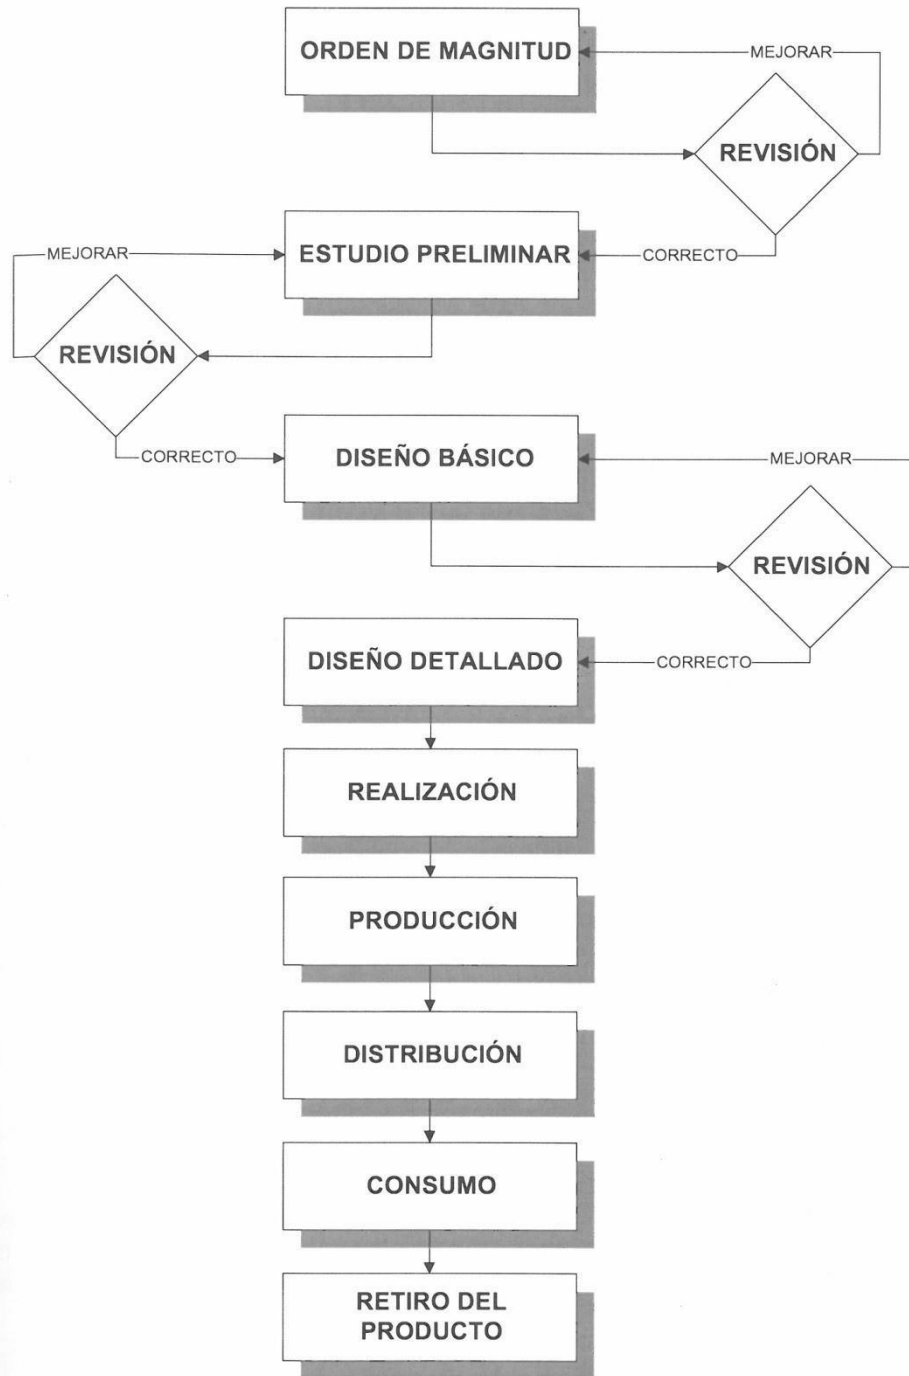 ORDEN DE MAGNITUD
MEJORAR
REVISIÓN
CORRECTO
ESTUDIO PRELIMINAR
MEJORAR
REVISIÓN
CORRECTO
DISEÑO BÁSICO
MEJORAR
REVISIÓN
CORRECTO
DISEÑO DETALLADO
REALIZACIÓN
PRODUCCIÓN
DISTRIBUCIÓN
CONSUMO
RETIRO DEL
PRODUCTO